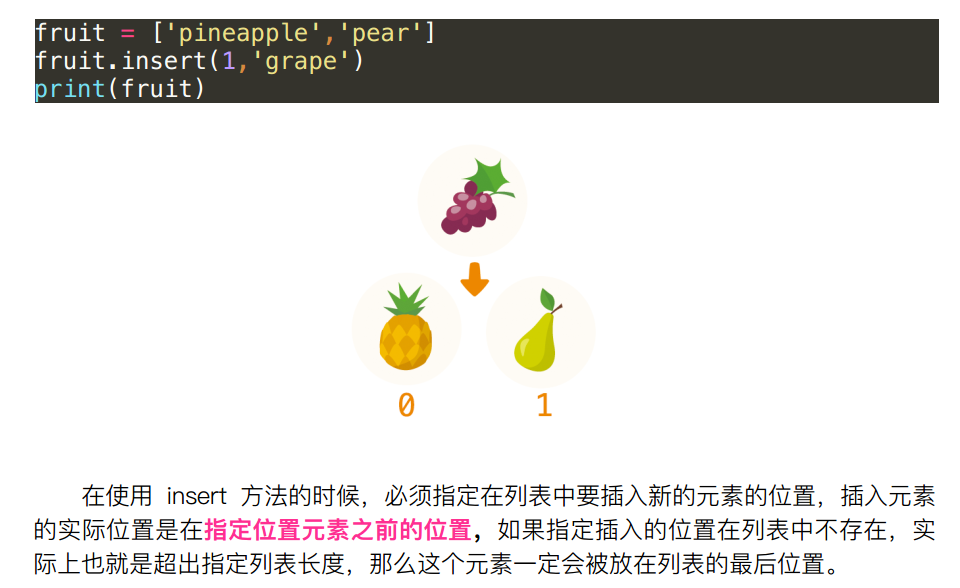 fruit = ['pineapple','pear']
fruit.insert(1,'grape')
print(fruit)
0 1
在使用 insert 方法的时候，必须指定在列表中要插入新的元素的位置，插入元素
的实际位置是在指定位置元素之前的位置，如果指定插入的位置在列表中不存在，实
际上也就是超出指定列表长度，那么这个元素一定会被放在列表的最后位置。